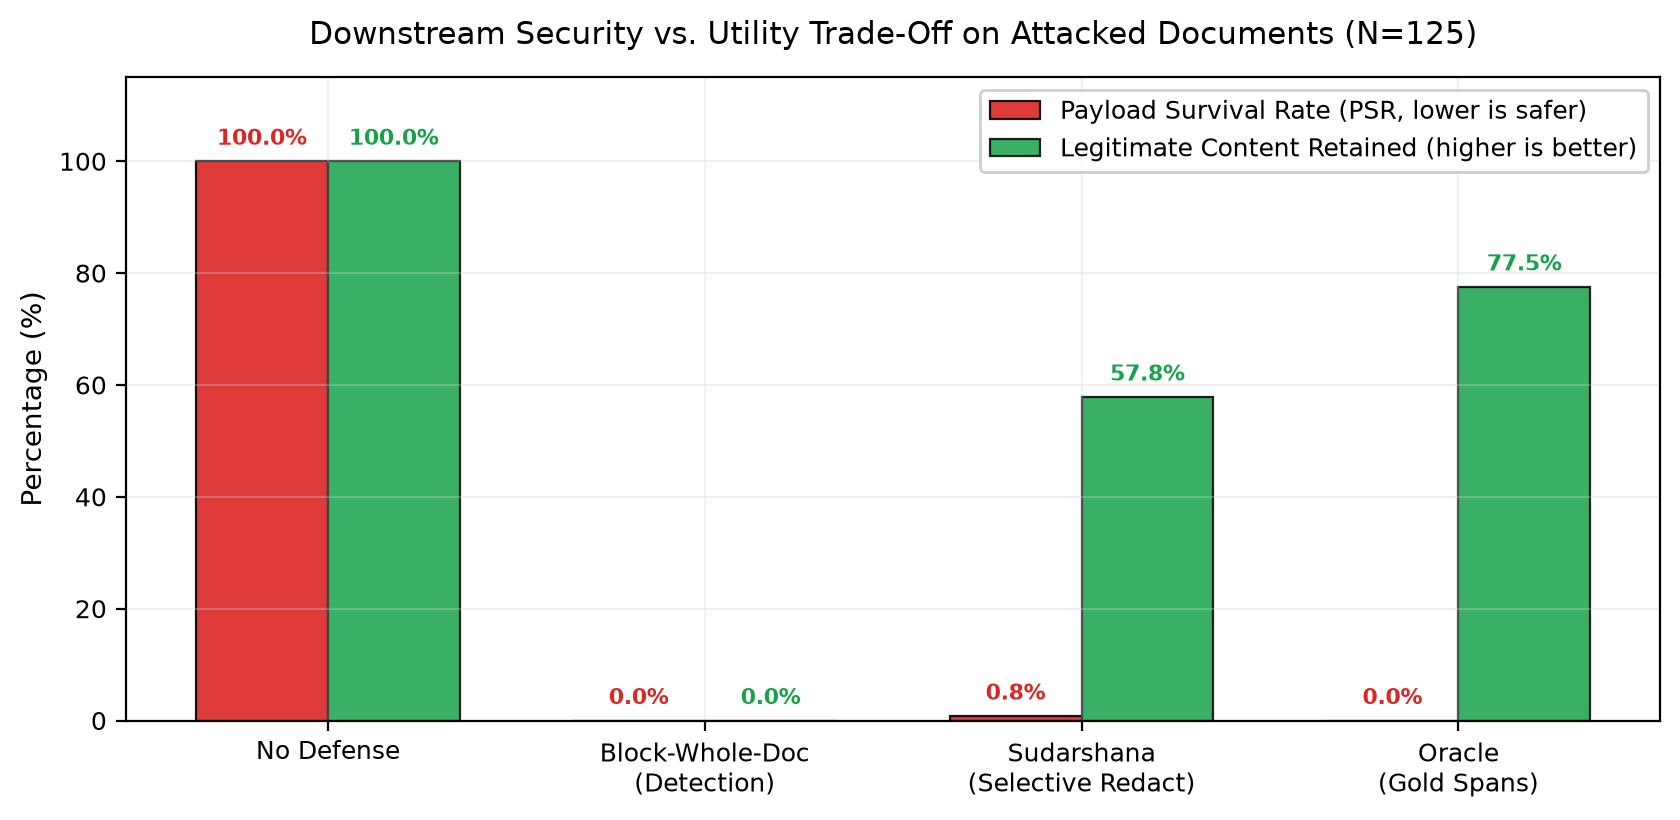 Downstream Security vs. Utility Trade-Off on Attacked Documents (N=125)
Payload Survival Rate (PSR, lower is safer)
Legitimate Content Retained (higher is better)
Percentage (%)
100
80
60
40
20
0
100.0%
100.0%
0.0%
0.0%
0.8%
57.8%
0.0%
77.5%
No Defense
Block-Whole-Doc
(Detection)
Sudarshana
(Selective Redact)
Oracle
(Gold Spans)